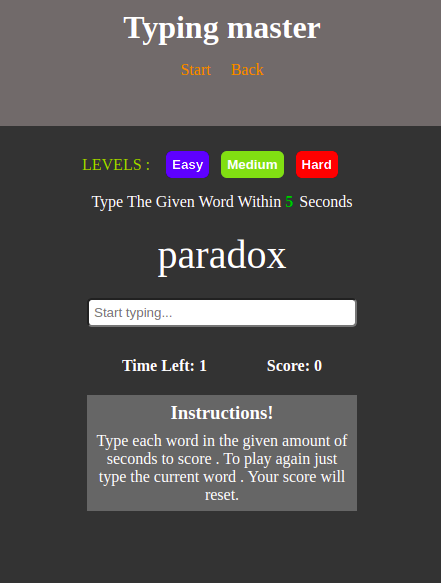 Typing master
Start Back
LEVELS : Easy Medium Hard
Type The Given Word Within 5 Seconds
paradox
Start typing...
Time Left: 1 Score: 0
Instructions!
Type each word in the given amount of
seconds to score . To play again just
type the current word . Your score will
reset.